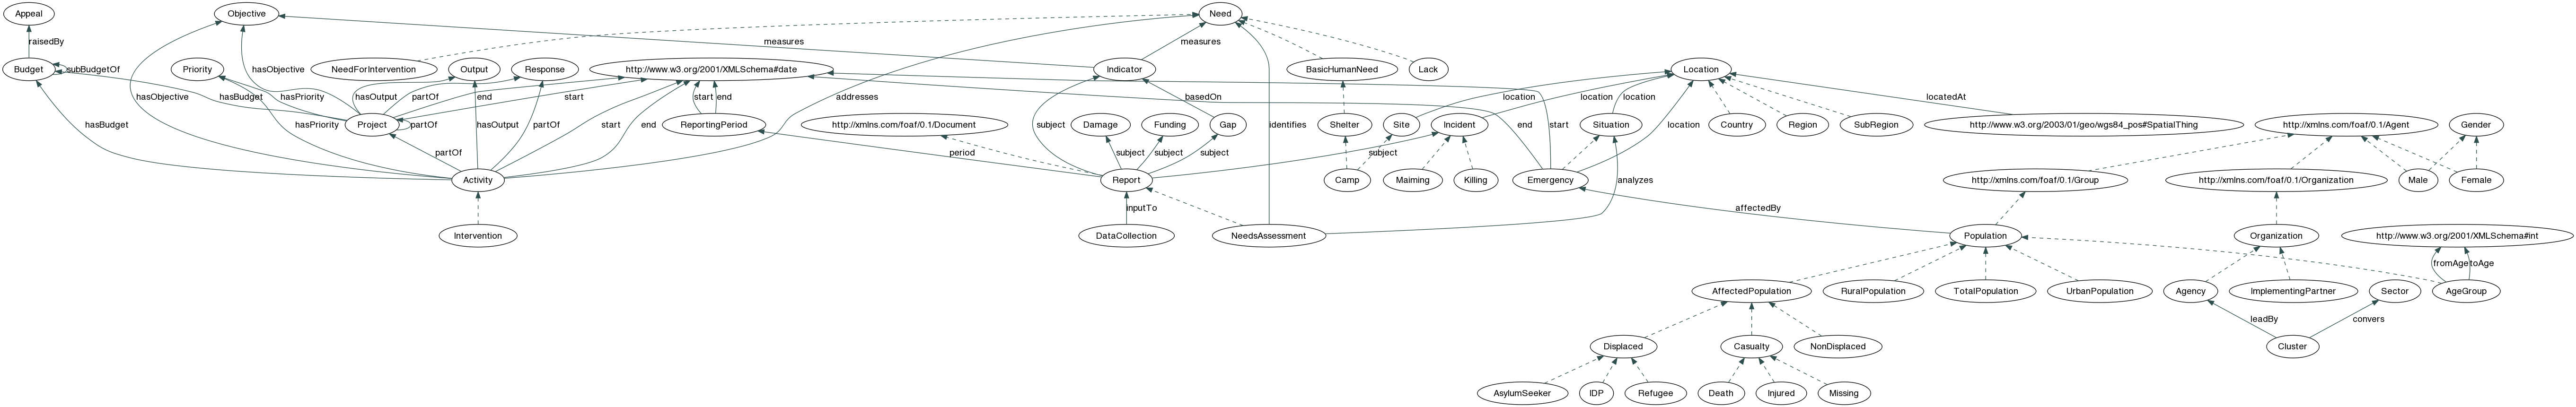 Appeal
Objective
Need
raisedBy
measures
measures
Budget
subBudgetOf
Priority
hasObjective
NeedForIntervention
Output
Response
http://www.w3.org/2001/XMLSchema#date
Indicator
BasicHumanNeed
Lack
Location
hasObjective
hasBudget
hasPriority
hasOutput
partOf
end
start
start
end
addresses
basedOn
location
location
location
locatedAt
hasBudget
hasPriority
Project
partOf
hasOutput
partOf
start
end
ReportingPeriod
http://xmlns.com/foaf/0.1/Document
subject
Damage
Funding
Gap
identifies
Shelter
Site
Incident
end
start
Situation
location
Country
Region
SubRegion
http://www.w3.org/2003/01/geo/wgs84_pos#SpatialThing
http://xmlns.com/foaf/0.1/Agent
Gender
partOf
period
subject
subject
subject
subject
Activity
Report
Camp
Maiming
Killing
Emergency
analyzes
http://xmlns.com/foaf/0.1/Group
http://xmlns.com/foaf/0.1/Organization
Male
Female
inputTo
affectedBy
Intervention
DataCollection
NeedsAssessment
Population
Organization
http://www.w3.org/2001/XMLSchema#int
fromAge
toAge
AffectedPopulation
RuralPopulation
TotalPopulation
UrbanPopulation
Agency
ImplementingPartner
Sector
AgeGroup
leadBy
convers
Displaced
Casualty
NonDisplaced
Cluster
AsylumSeeker
IDP
Refugee
Death
Injured
Missing